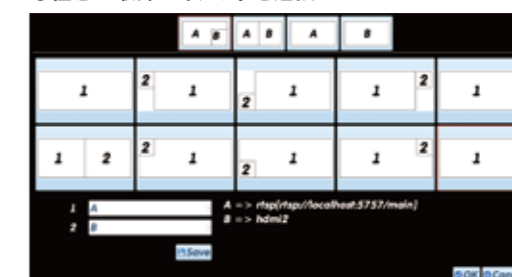 A B A B A B
1 2 1 2 1 1 2 1
1 2 2 1 2 1 1 2 1
1 A A => rtsp[rtsp://localhost:5757/main]
2 B B => hdmi2
Save
OK